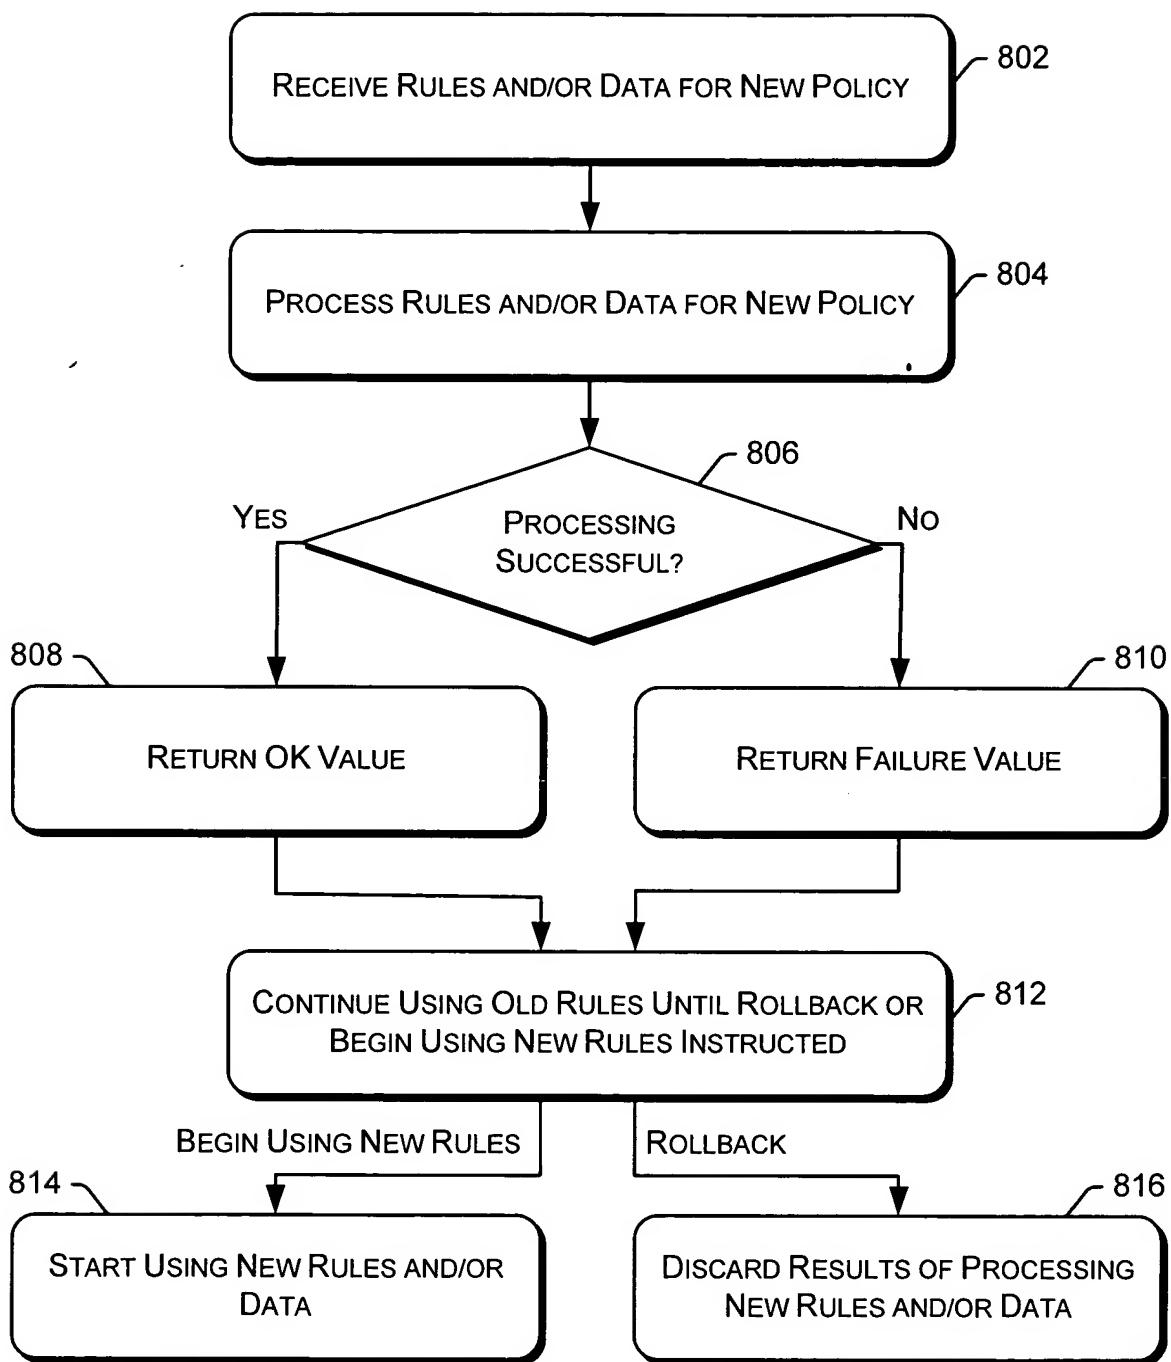 RECEIVE RULES AND/OR DATA FOR NEW POLICY
802
PROCESS RULES AND/OR DATA FOR NEW POLICY
804
806
YES
PROCESSING
SUCCESSFUL?
NO
808
RETURN OK VALUE
810
RETURN FAILURE VALUE
CONTINUE USING OLD RULES UNTIL ROLLBACK OR
BEGIN USING NEW RULES INSTRUCTED
812
BEGIN USING NEW RULES
ROLLBACK
814
START USING NEW RULES AND/OR
DATA
816
DISCARD RESULTS OF PROCESSING
NEW RULES AND/OR DATA